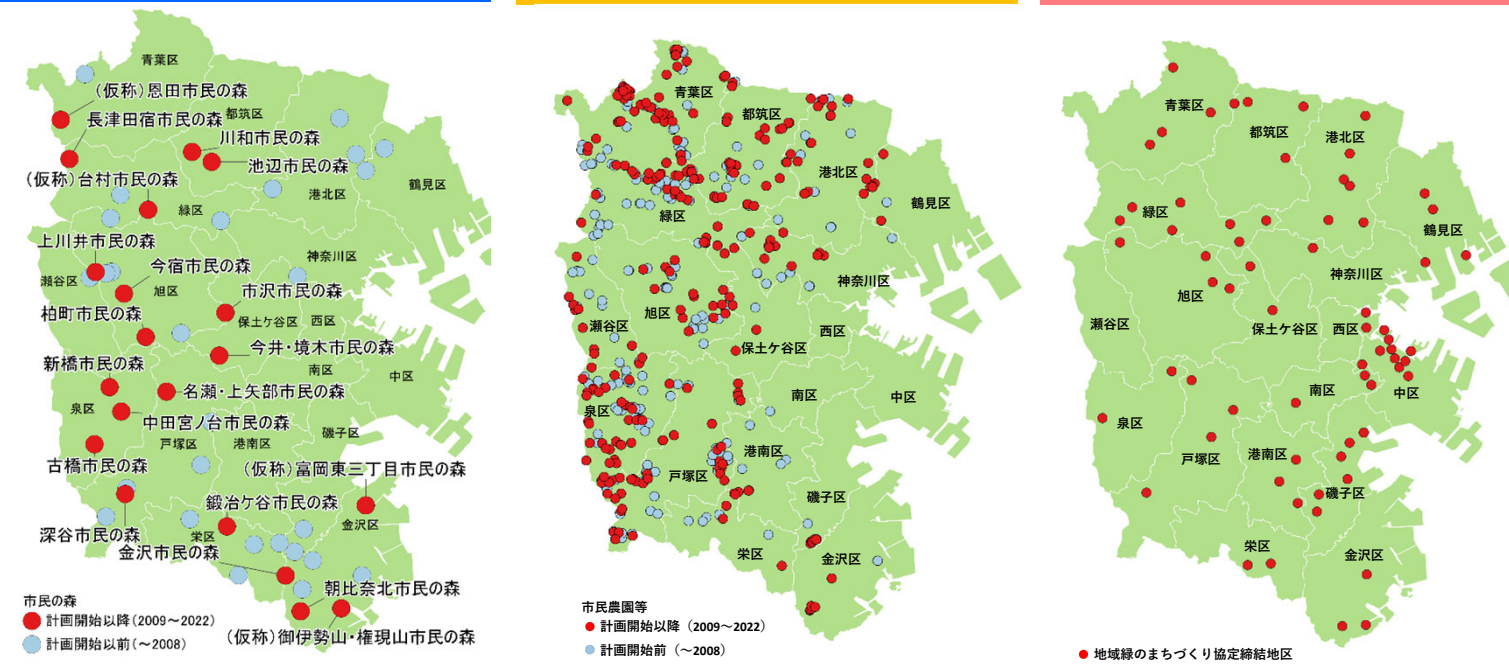 青葉区
(仮称)恩田市民の森
都筑区
長津田宿市民の森
川和市民の森
池辺市民の森
(仮称)台村市民の森
港北区
鶴見区
緑区
上川井市民の森
神奈川区
今宿市民の森
瀬谷区
旭区
市沢市民の森
柏町市民の森
保土ケ谷区
西区
今井・境木市民の森
新橋市民の森
南区
中区
名瀬・上矢部市民の森
泉区
中田宮ノ台市民の森
磯子区
戸塚区
港南区
古橋市民の森
(仮称)富岡東三丁目市民の森
鍛冶ケ谷市民の森
金沢区
深谷市民の森
栄区
金沢市民の森
朝比奈北市民の森
(仮称)御伊勢山・権現山市民の森
市民の森
計画開始以降(2009～2022)
計画開始以前(～2008)
青葉区
都筑区
港北区
鶴見区
緑区
神奈川区
旭区
瀬谷区
西区
保土ケ谷区
南区
中区
泉区
港南区
戸塚区
磯子区
栄区
金沢区
市民農園等
計画開始以降（2009～2022）
計画開始前（～2008）
青葉区
都筑区
港北区
緑区
鶴見区
神奈川区
旭区
瀬谷区
保土ケ谷区
西区
南区
中区
泉区
港南区
戸塚区
磯子区
栄区
金沢区
地域緑のまちづくり協定締結地区